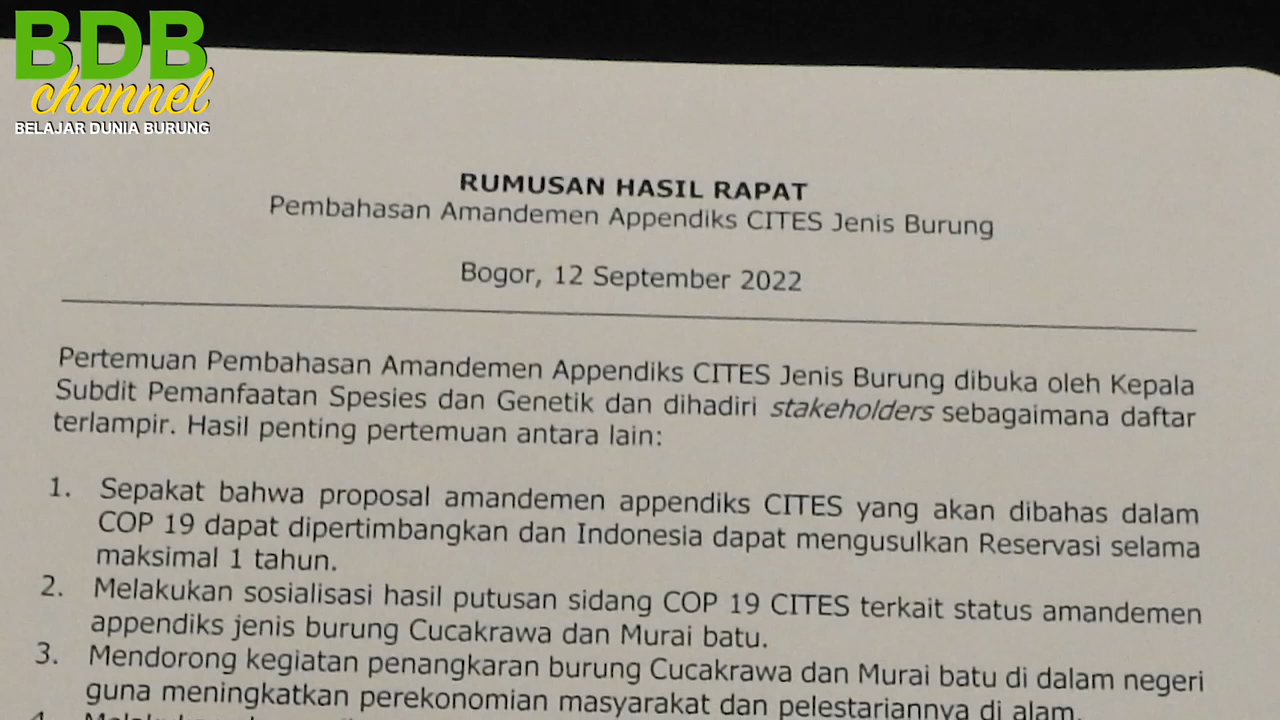 BDB
channel
BELAJAR DUNIA BURUNG
RUMUSAN HASIL RAPAT
Pembahasan Amandemen Appendiks CITES Jenis Burung
Bogor, 12 September 2022
Pertemuan Pembahasan Amandemen Appendiks CITES Jenis Burung dibuka oleh Kepala
Subdit Pemanfaatan Spesies dan Genetik dan dihadiri stakeholders sebagaimana daftar
terlampir. Hasil penting pertemuan antara lain:
1. Sepakat bahwa proposal amandemen appendiks CITES yang akan dibahas dalam
COP 19 dapat dipertimbangkan dan Indonesia dapat mengusulkan Reservasi selama
maksimal 1 tahun.
2. Melakukan sosialisasi hasil putusan sidang COP 19 CITES terkait status amandemen
appendiks jenis burung Cucakrawa dan Murai batu.
3. Mendorong kegiatan penangkaran burung Cucakrawa dan Murai batu di dalam negeri
guna meningkatkan perekonomian masyarakat dan pelestariannya di alam.